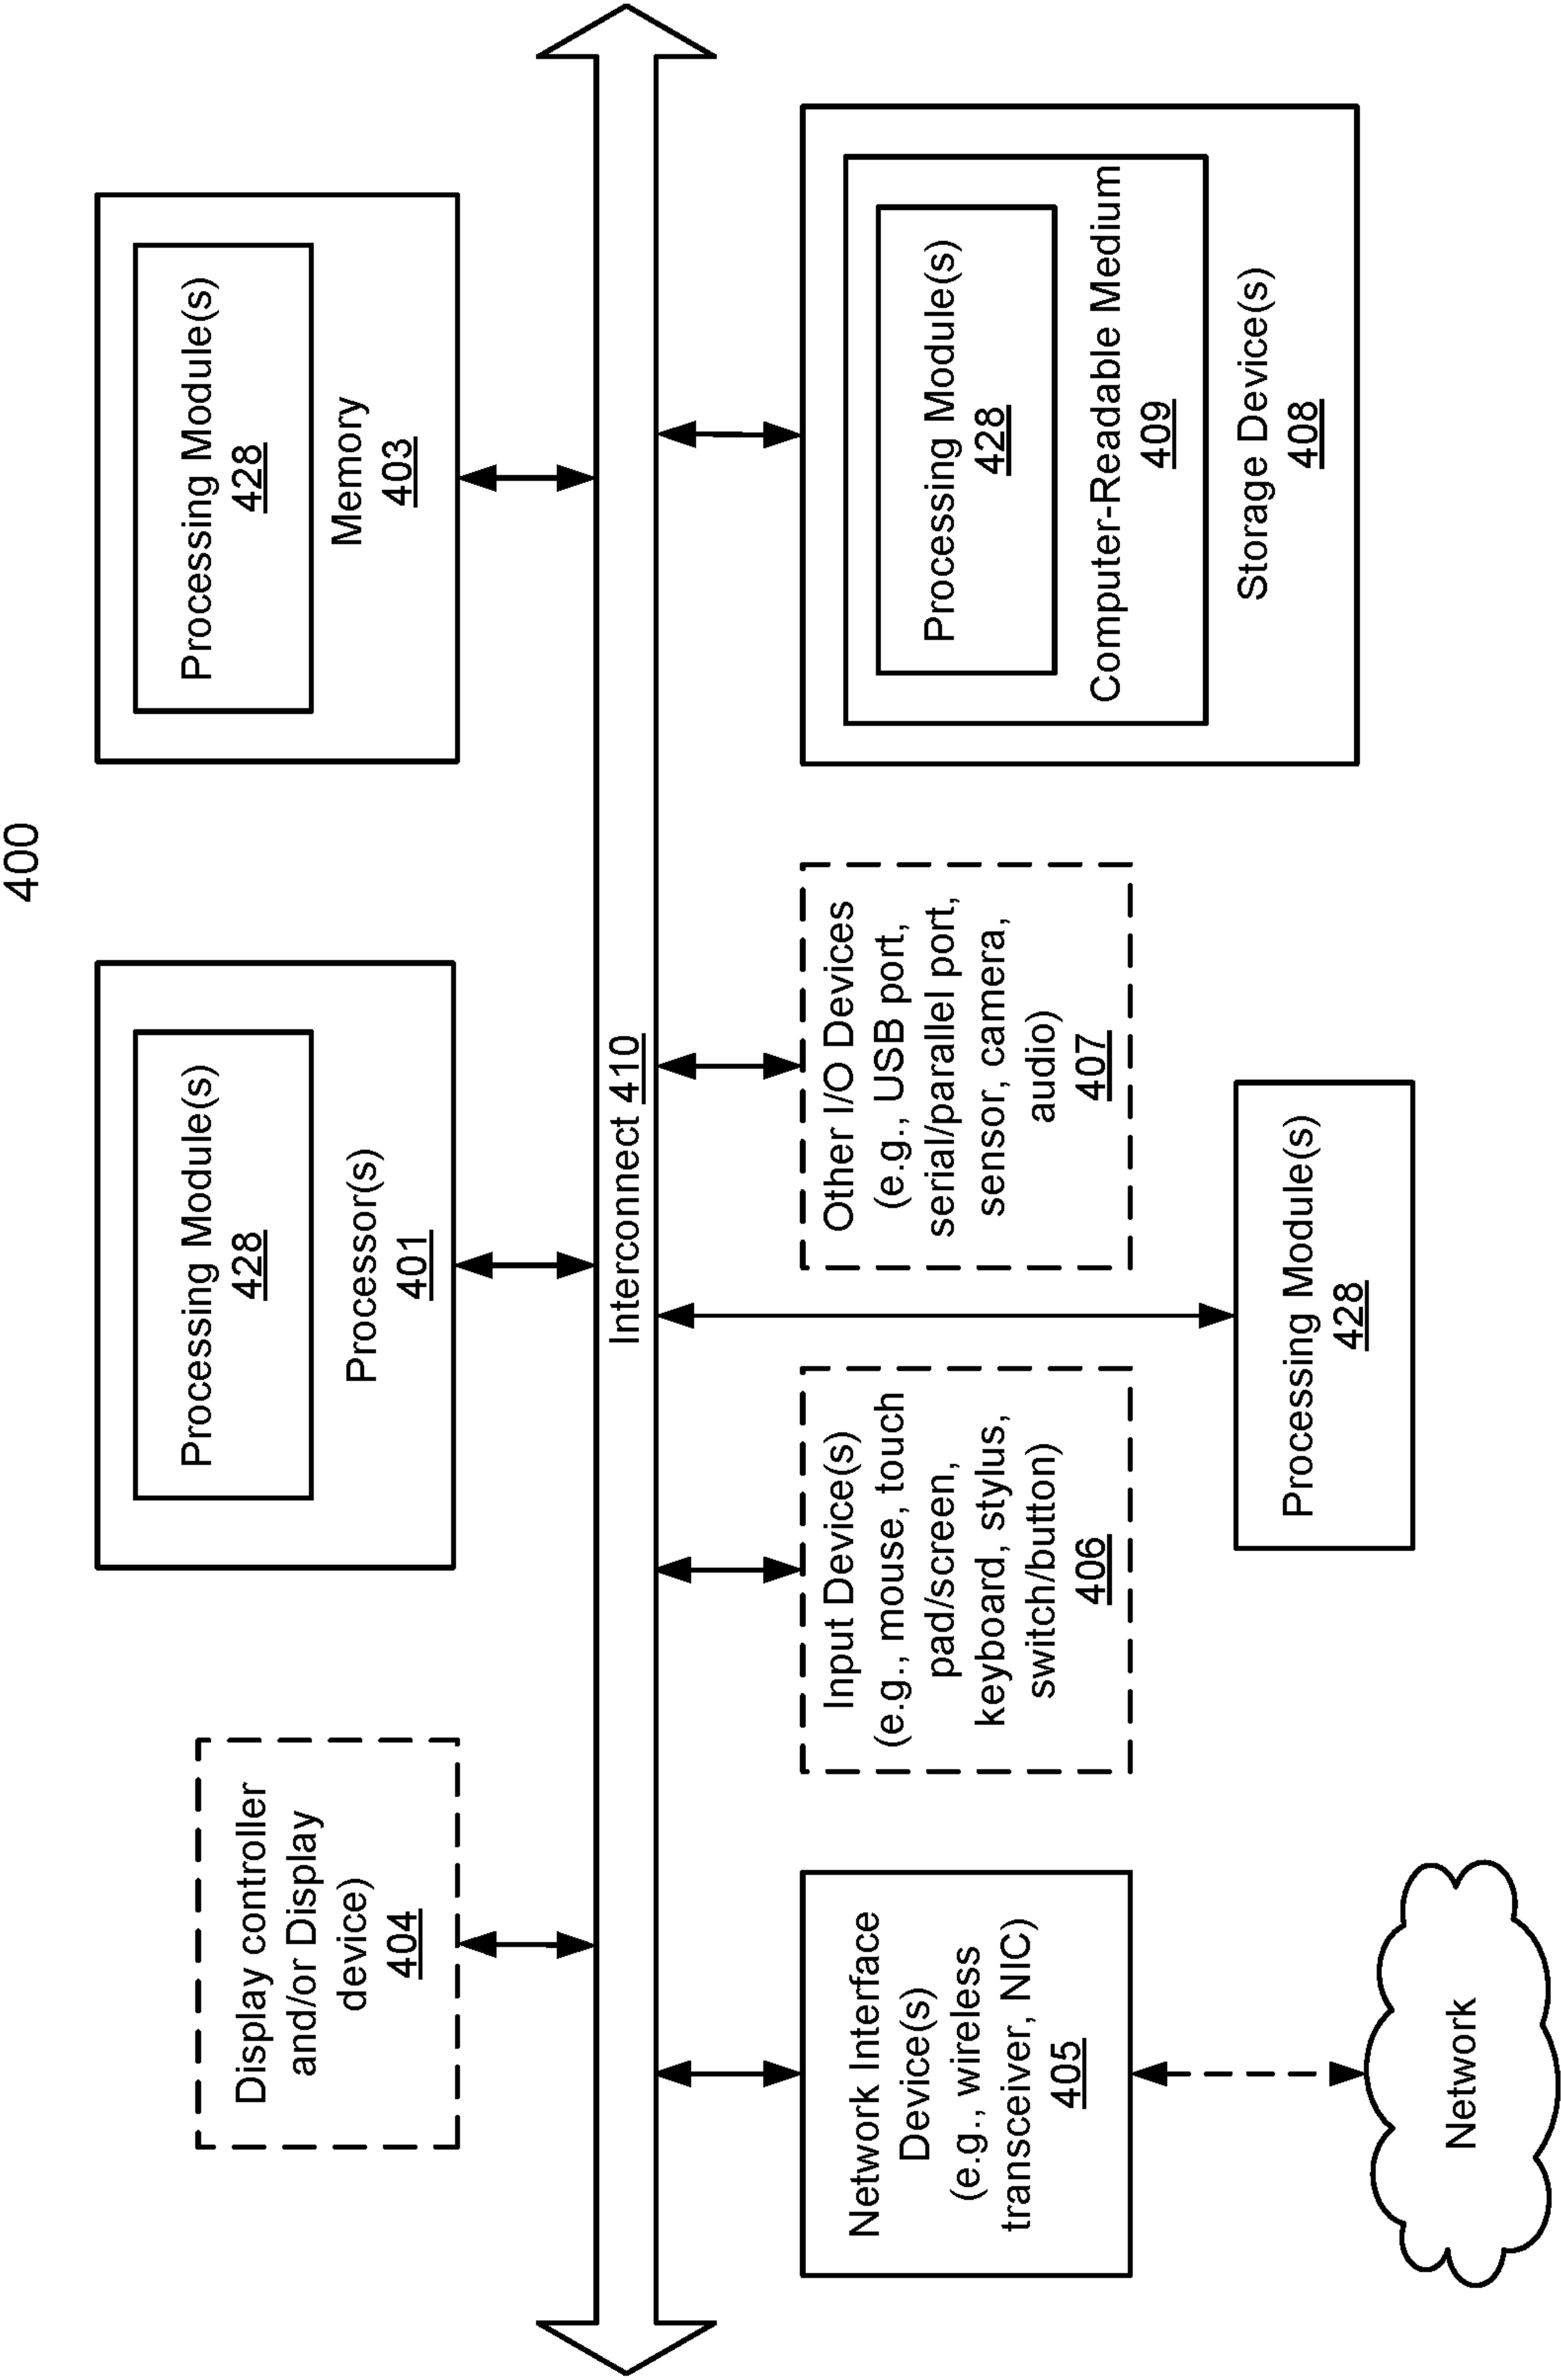 400
Display controller
and/or Display
device)
404
Processing Module(s)
428
Processor(s)
401
Processing Module(s)
428
Memory
403
Interconnect 410
Network Interface
Device(s)
(e.g., wireless
transceiver, NIC)
405
Input Device(s)
(e.g., mouse, touch
pad/screen,
keyboard, stylus,
switch/button)
406
Other I/O Devices
(e.g., USB port,
serial/parallel port,
sensor, camera,
audio)
407
Processing Module(s)
428
Computer-Readable Medium
409
Storage Device(s)
408
Processing Module(s)
428
Network